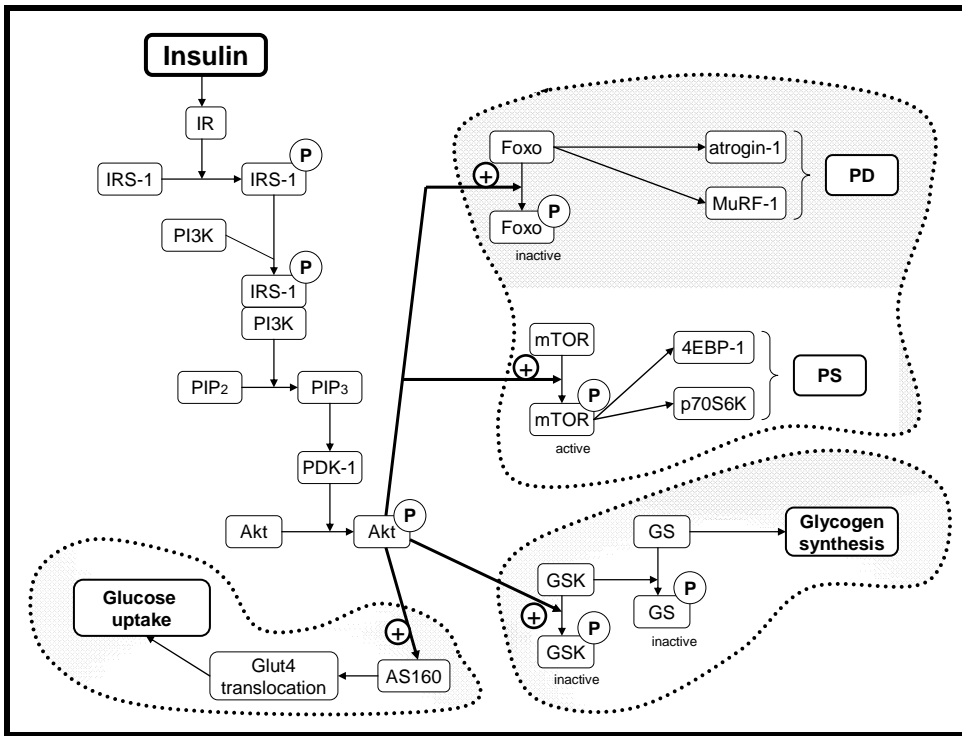 Insulin
IR
IRS-1
IRS-1
P
PI3K
IRS-1
P
PI3K
PIP2
PIP3
PDK-1
Akt
Akt
P
Foxo
+
Foxo
P
inactive
atrogin-1
MuRF-1
PD
mTOR
+
mTOR
P
active
4EBP-1
p70S6K
PS
GS
Glycogen
synthesis
GSK
P
GS
inactive
+
P
GSK
inactive
Glucose
uptake
+
Glut4
translocation
AS160